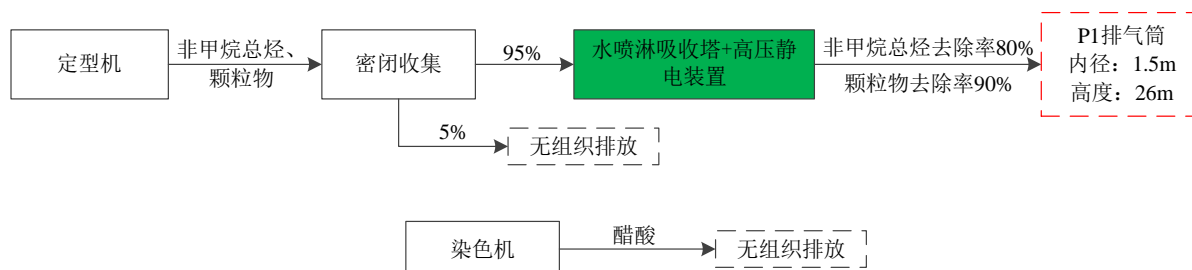 定型机
非甲烷总烃、
颗粒物
密闭收集
95%
水喷淋吸收塔+高压静
电装置
非甲烷总烃去除率80%
颗粒物去除率90%
P1排气筒
内径：1.5m
高度：26m
5%
无组织排放
染色机
醋酸
无组织排放